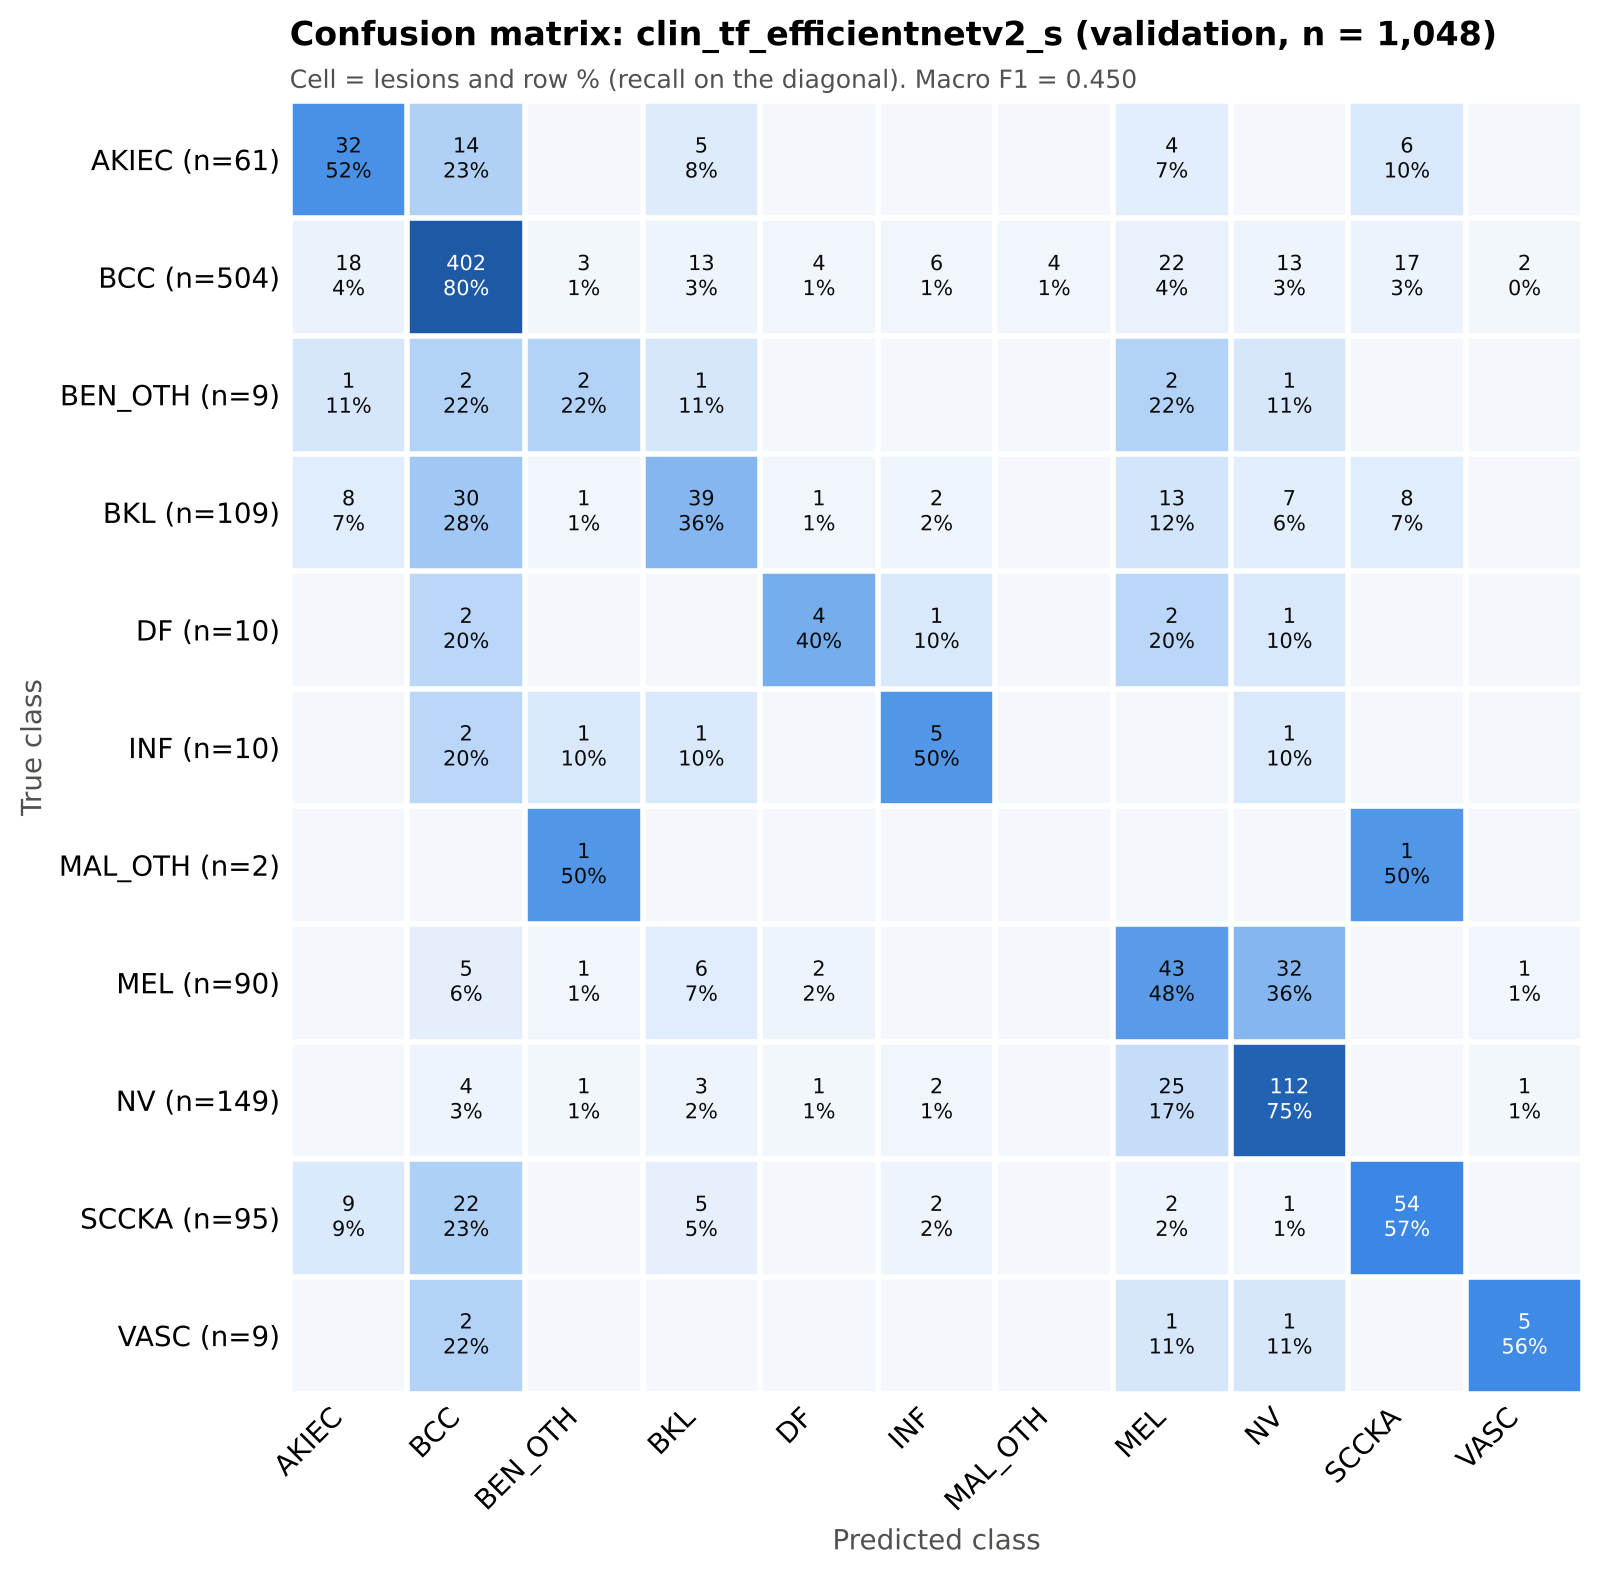 Confusion matrix: clin_tf_efficientnetv2_s (validation, n = 1,048)
Cell = lesions and row % (recall on the diagonal). Macro F1 = 0.450
True class
AKIEC (n=61)
32 14 5 4 6
52% 23% 8% 7% 10%
BCC (n=504)
18 402 3 13 4 6 4 22 13 17 2
4% 80% 1% 3% 1% 1% 1% 4% 3% 3% 0%
BEN_OTH (n=9)
1 2 2 1 2 1
11% 22% 22% 11% 22% 11%
BKL (n=109)
8 30 1 39 1 2 13 7 8
7% 28% 1% 36% 1% 2% 12% 6% 7%
DF (n=10)
2 4 1 2 1
20% 40% 10% 20% 10%
INF (n=10)
2 1 1 5 1
20% 10% 10% 50% 10%
MAL_OTH (n=2)
1 1
50% 50%
MEL (n=90)
5 1 6 2 43 32 1
6% 1% 7% 2% 48% 36% 1%
NV (n=149)
4 1 3 1 2 25 112 1
3% 1% 2% 1% 1% 17% 75% 1%
SCCKA (n=95)
9 22 5 2 2 1 54
9% 23% 5% 2% 2% 1% 57%
VASC (n=9)
2 1 1 5
22% 11% 11% 56%
AKIEC BCC BEN_OTH BKL DF INF MAL_OTH MEL NV SCCKA VASC
Predicted class